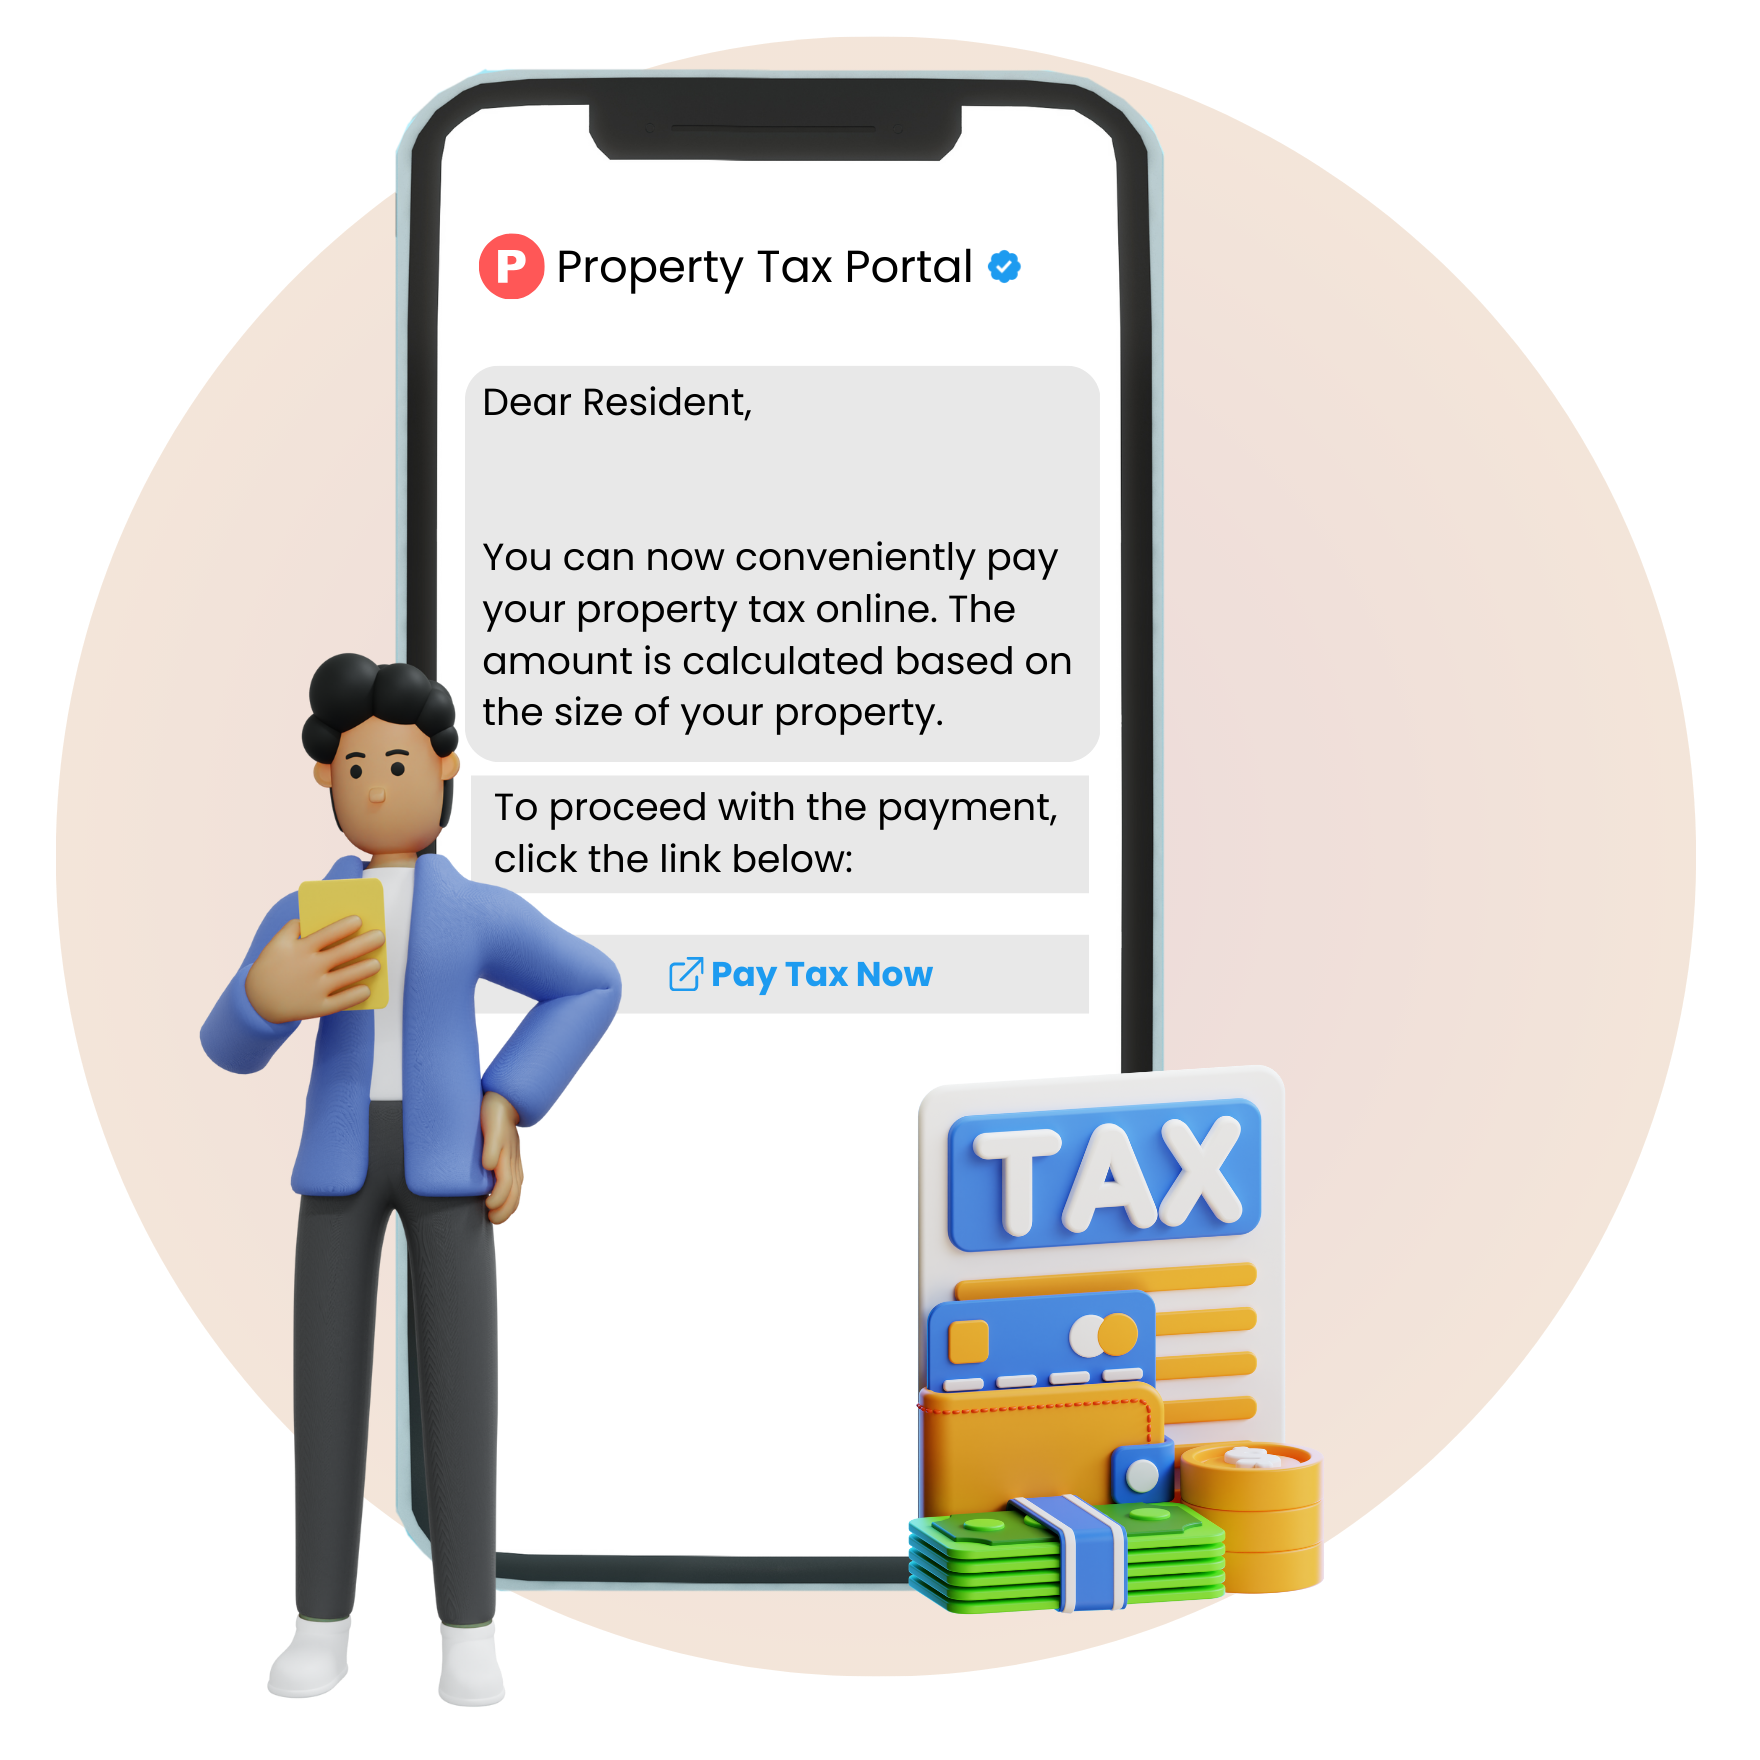 P Property Tax Portal
Dear Resident,
You can now conveniently pay
your property tax online. The
amount is calculated based on
the size of your property.
To proceed with the payment,
click the link below:
Pay Tax Now
TAX